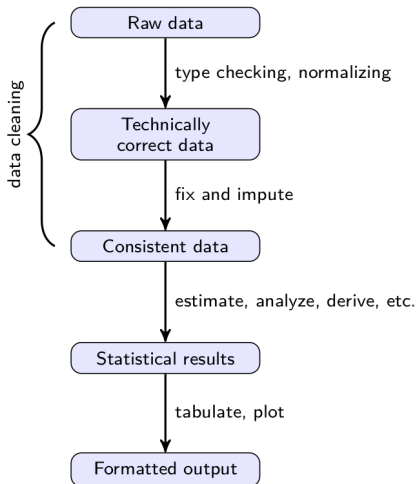 Raw data
type checking, normalizing
Technically
correct data
data cleaning
fix and impute
Consistent data
estimate, analyze, derive, etc.
Statistical results
tabulate, plot
Formatted output